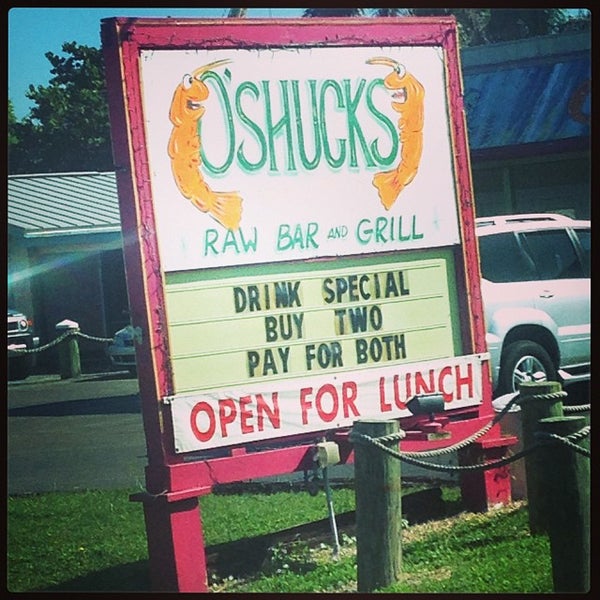 O'SHUCKS
RAW BAR AND GRILL
DRINK SPECIAL
BUY TWO
PAY FOR BOTH
OPEN FOR LUNCH